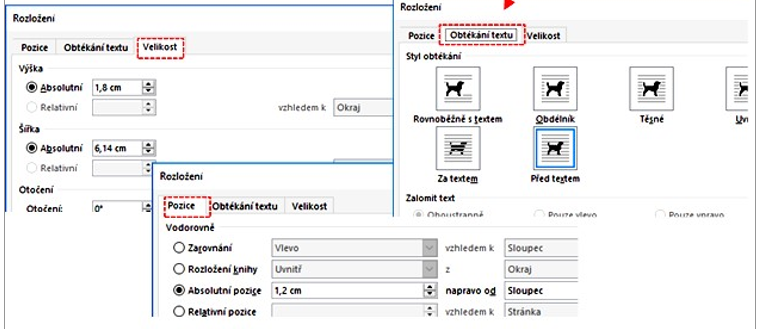 Rozložení
Pozice Obtékání textu Velikost
Výška
Absolutní 1,8 cm
Relativní vzhledem k Okraj
Šířka
Absolutní 6,14 cm
Relativní
Otočení
Otočení: 0°
Rozložení
Pozice Obtékání textu Velikost
Styl obtékání
Rovnoběžně s textem Obdélník Těsné
Za textem Před textem
Zalomit text
Oboustranné Pouze vlevo Pouze vpravo
Rozložení
Pozice Obtékání textu Velikost
Vodorovně
Zarovnání Vlevo vzhledem k Sloupec
Rozložení knihy Uvnitř z Okraj
Absolutní pozice 1,2 cm napravo od Sloupec
Relativní pozice vzhledem k Stránka